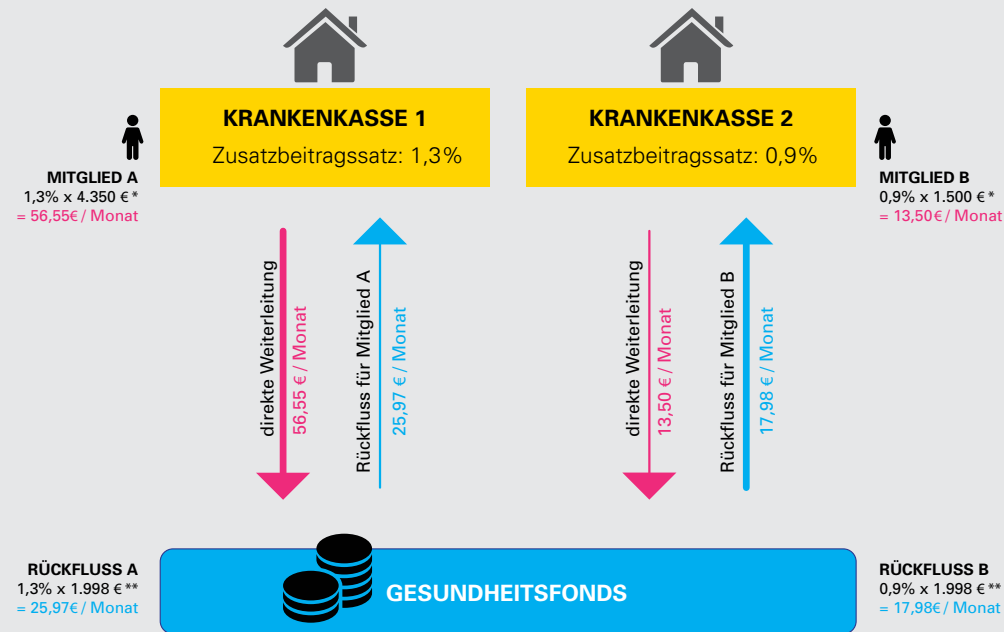 KRANKENKASSE 1
Zusatzbeitragssatz: 1,3%
KRANKENKASSE 2
Zusatzbeitragssatz: 0,9%
MITGLIED A
1,3% x 4.350 € *
= 56,55€ / Monat
MITGLIED B
0,9% x 1.500 € *
= 13,50€ / Monat
direkte Weiterleitung
56,55 € / Monat
Rückfluss für Mitglied A
25,97 € / Monat
direkte Weiterleitung
13,50 € / Monat
Rückfluss für Mitglied B
17,98 € / Monat
RÜCKFLUSS A
1,3% x 1.998 € **
= 25,97€ / Monat
GESUNDHEITSFONDS
RÜCKFLUSS B
0,9% x 1.998 € **
= 17,98€ / Monat